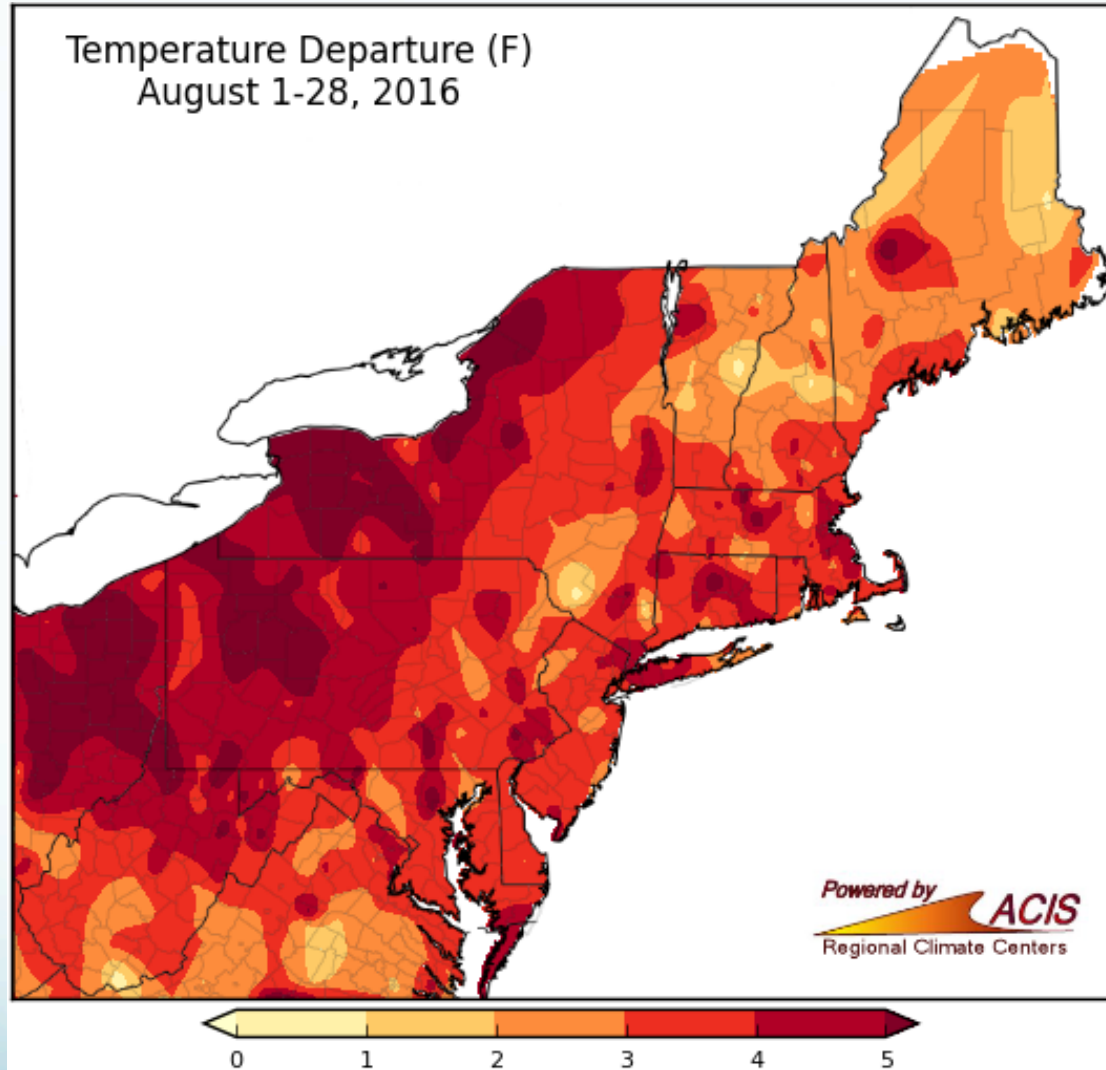 Temperature Departure (F)
August 1-28, 2016
Powered by
ACIS
Regional Climate Centers
0 1 2 3 4 5